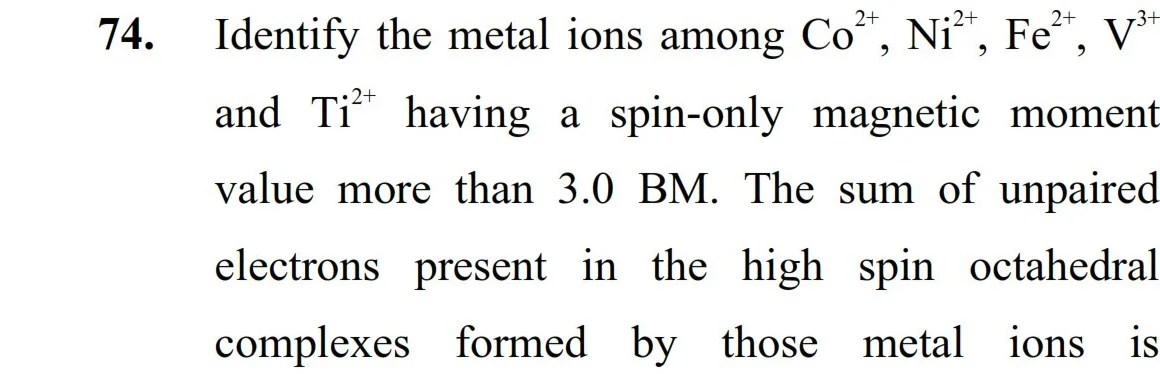 74. Identify the metal ions among Co²⁺, Ni²⁺, Fe²⁺, V³⁺
and Ti²⁺ having a spin-only magnetic moment
value more than 3.0 BM. The sum of unpaired
electrons present in the high spin octahedral
complexes formed by those metal ions is